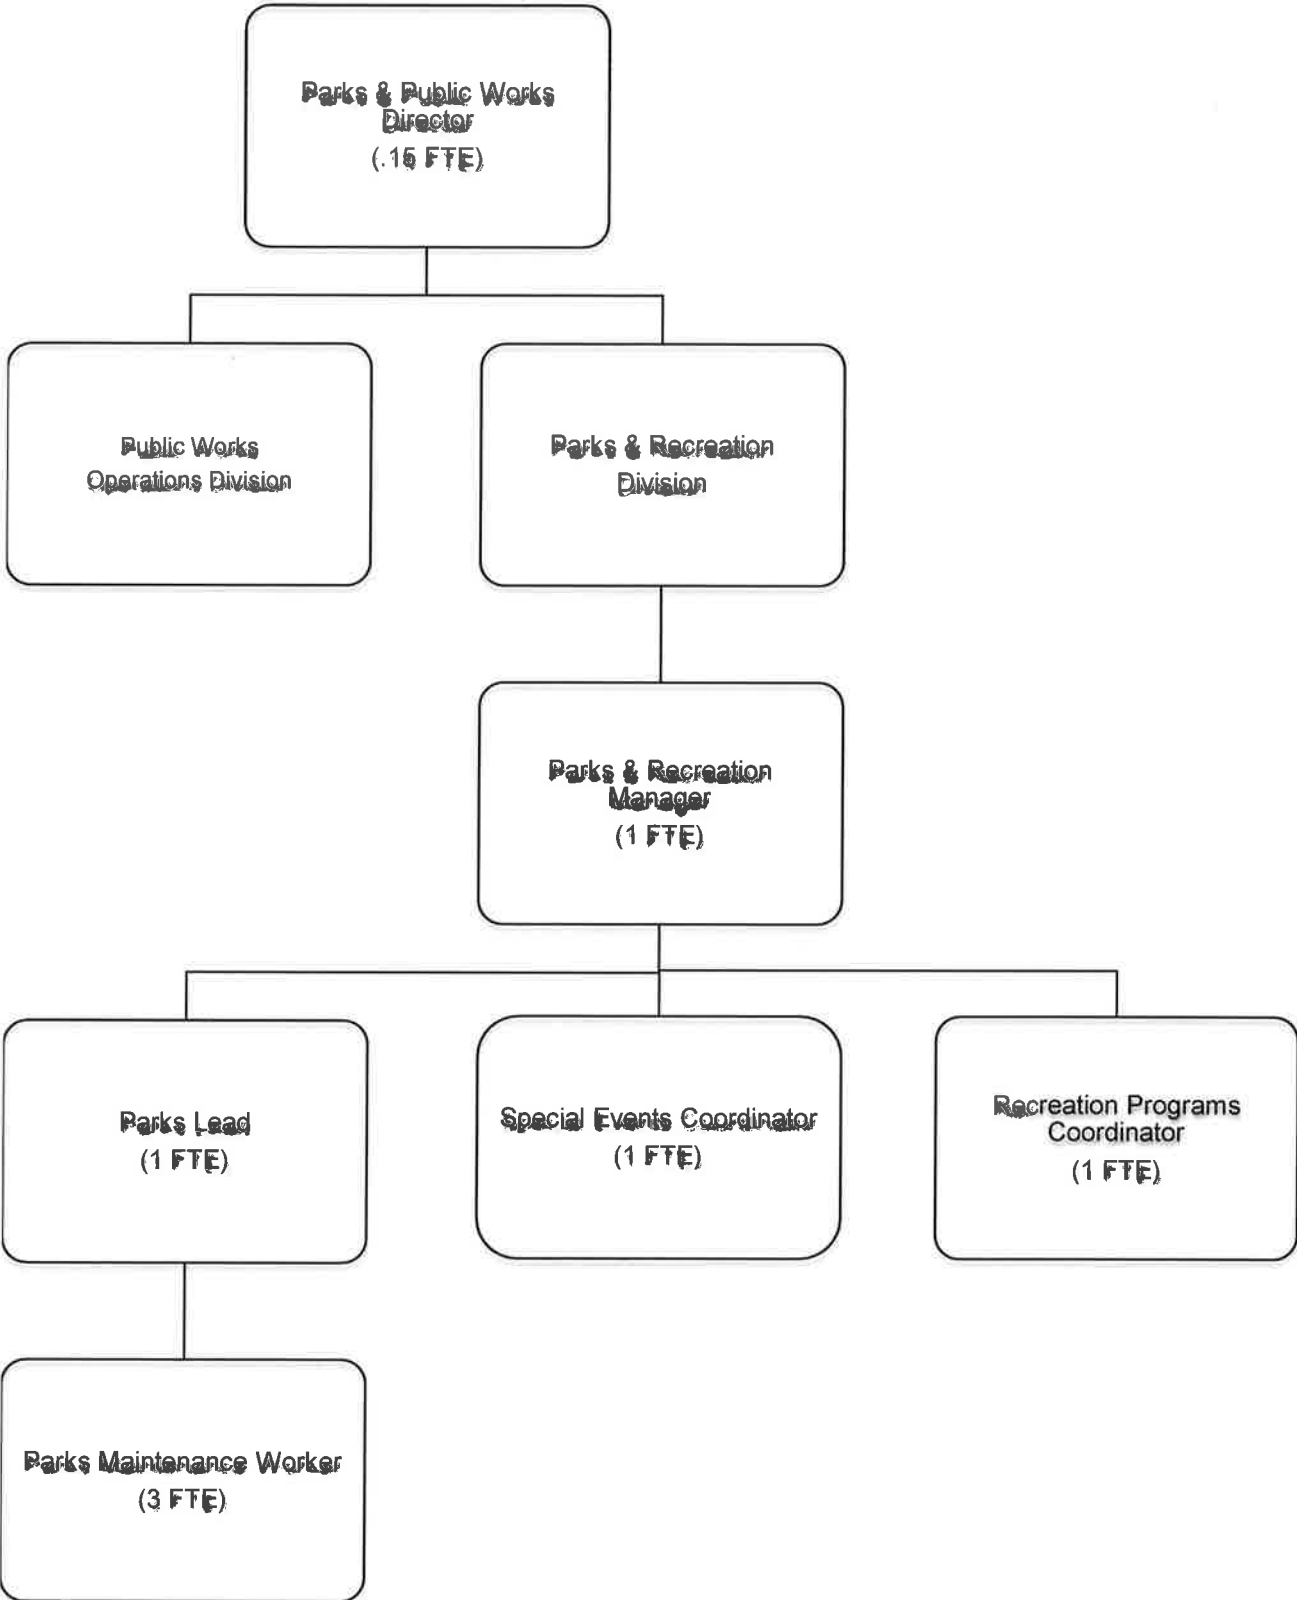 Parks & Public Works
Director
(.15 FTE)
Public Works
Operations Division
Parks & Recreation
Division
Parks & Recreation
Manager
(1 FTE)
Parks Lead
(1 FTE)
Special Events Coordinator
(1 FTE)
Recreation Programs
Coordinator
(1 FTE)
Parks Maintenance Worker
(3 FTE)